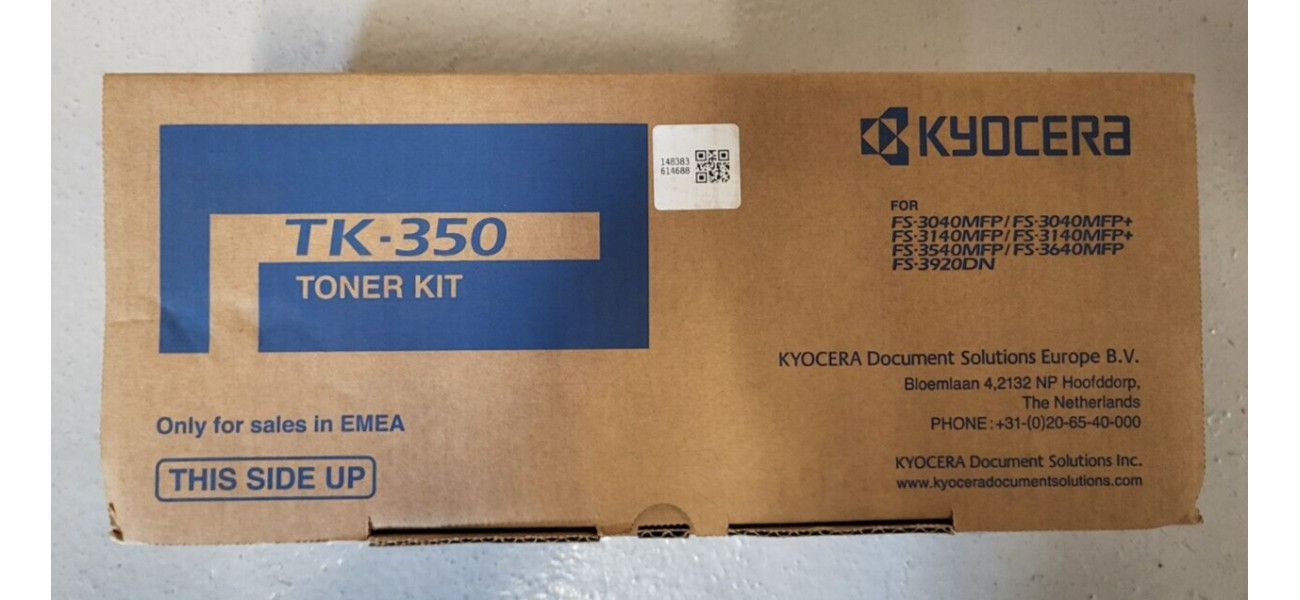 TK-350
TONER KIT
148383
614688
KYOCERA
FOR
FS-3040MFP/FS-3040MFP+
FS-3140MFP/FS-3140MFP+
FS-3540MFP/FS-3640MFP
FS-3920DN
KYOCERA Document Solutions Europe B.V.
Bloemlaan 4,2132 NP Hoofddorp,
The Netherlands
PHONE:+31-(0)20-65-40-000
KYOCERA Document Solutions Inc.
www.kyoceradocumentsolutions.com
Only for sales in EMEA
THIS SIDE UP